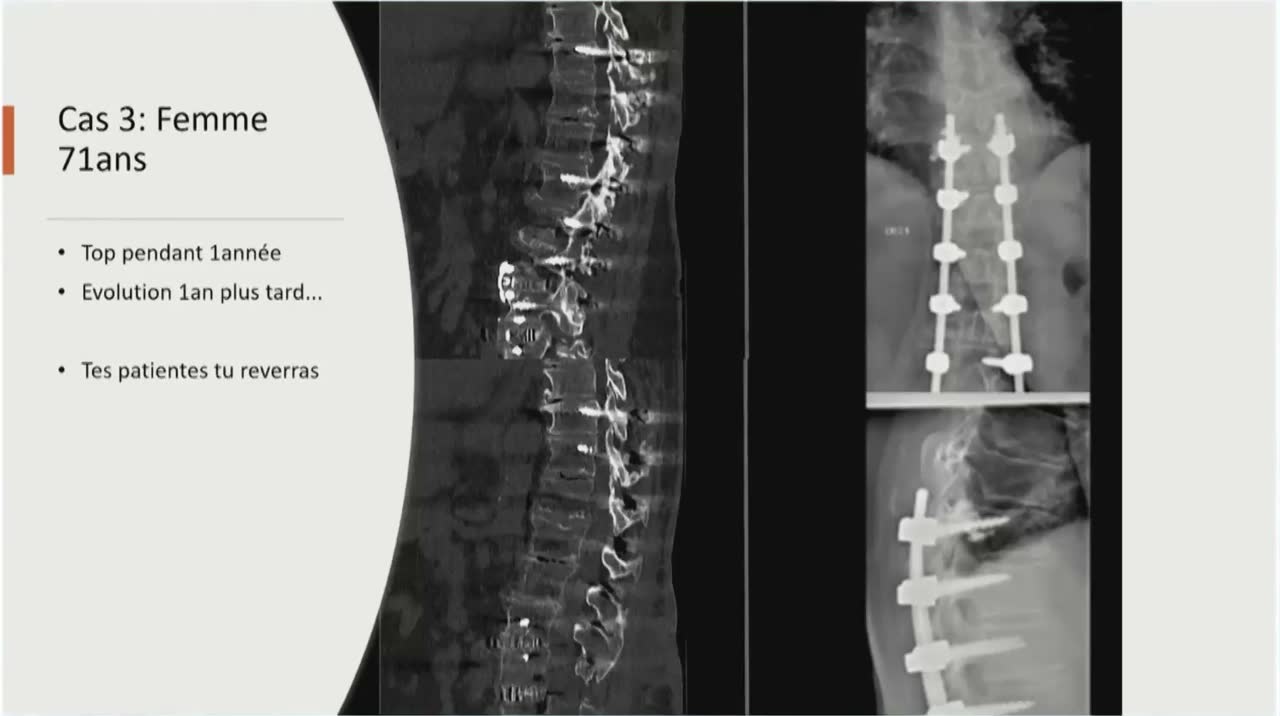 Cas 3: Femme
71ans
• Top pendant 1année
• Evolution 1an plus tard...
• Tes patientes tu reverras